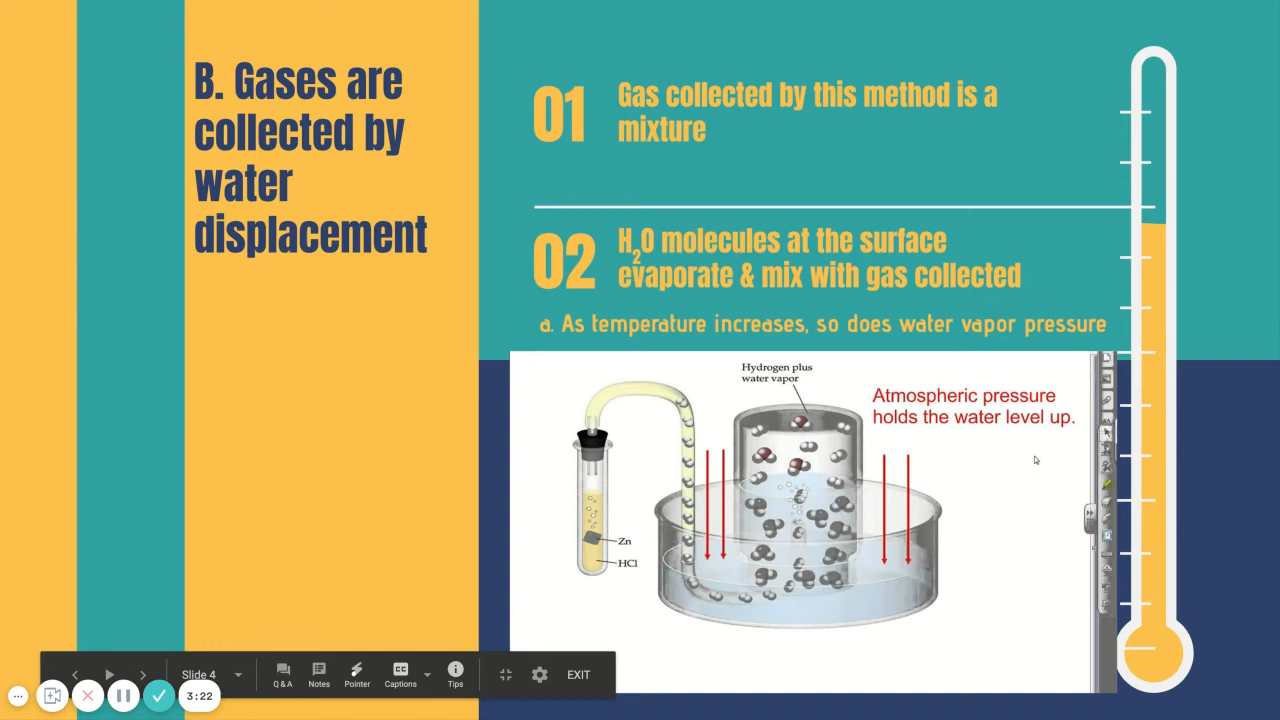 B. Gases are
collected by
water
displacement
01
Gas collected by this method is a
mixture
02
H₂O molecules at the surface
evaporate & mix with gas collected
a. As temperature increases, so does water vapor pressure
Hydrogen plus
water vapor
Atmospheric pressure
holds the water level up.
Zn
HCl
Slide 4
Q & A
Notes
Pointer
Captions
Tips
EXIT
CC
3:22